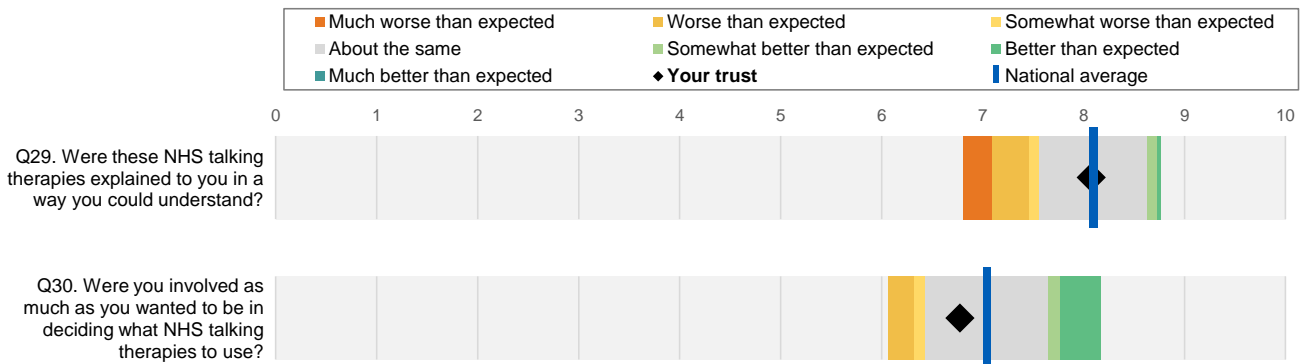 Much worse than expected Worse than expected Somewhat worse than expected
About the same Somewhat better than expected Better than expected
Much better than expected Your trust National average
0 1 2 3 4 5 6 7 8 9 10
Q29. Were these NHS talking
therapies explained to you in a
way you could understand?
Q30. Were you involved as
much as you wanted to be in
deciding what NHS talking
therapies to use?